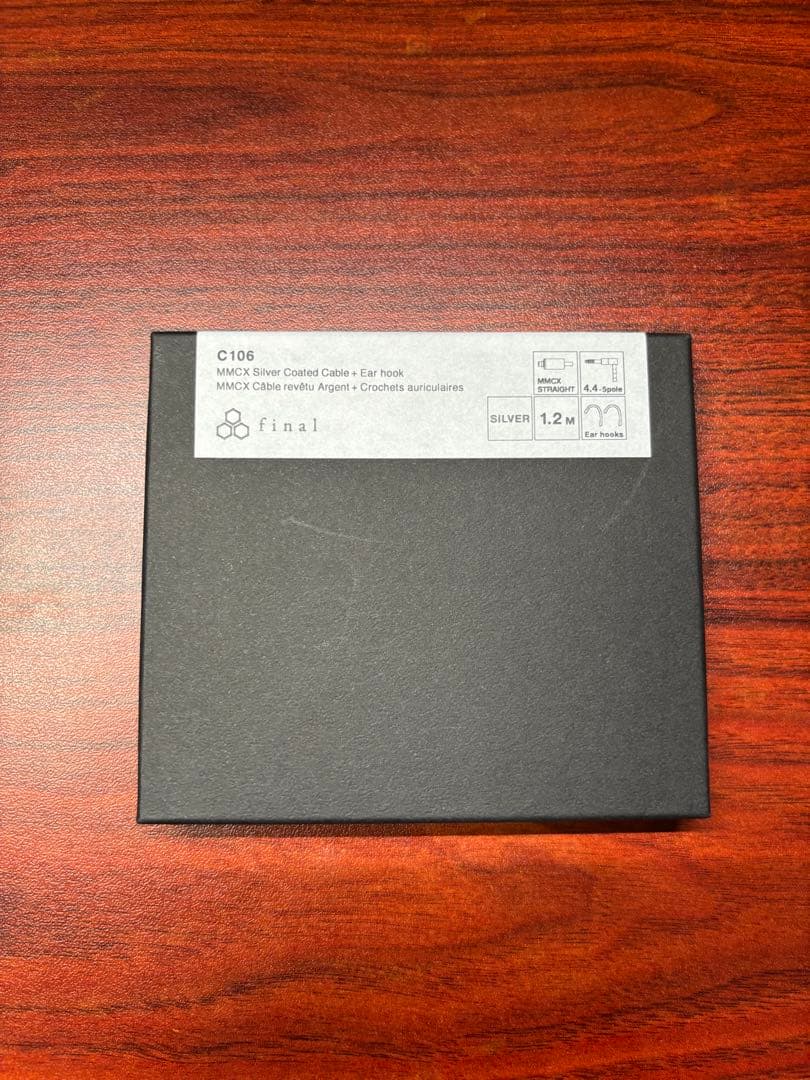 C106
MMCX Silver Coated Cable + Ear hook
MMCX Câble revêtu Argent + Crochets auriculaires
final
MMCX
STRAIGHT
4.4-5pole
SILVER
1.2 M
Ear hooks